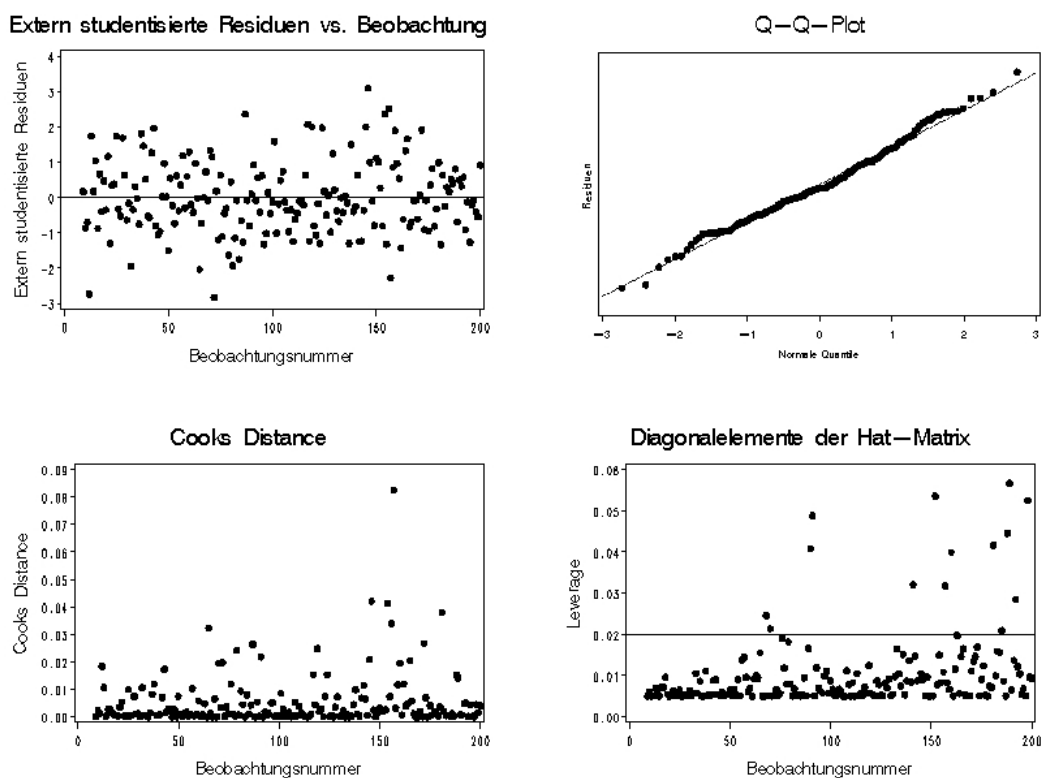 Extern studentisierte Residuen vs. Beobachtung
Extern studentisierte Residuen
4
3
2
1
0
-1
-2
-3
0 50 100 150 200
Beobachtungsnummer
Q-Q-Plot
Residuen
-3 -2 -1 0 1 2 3
Normale Quantile
Cooks Distance
Cooks Distance
0.09
0.08
0.07
0.06
0.05
0.04
0.03
0.02
0.01
0.00
0 50 100 150 200
Beobachtungsnummer
Diagonalelemente der Hat-Matrix
Leverage
0.06
0.05
0.04
0.03
0.02
0.01
0.00
0 50 100 150 200
Beobachtungsnummer